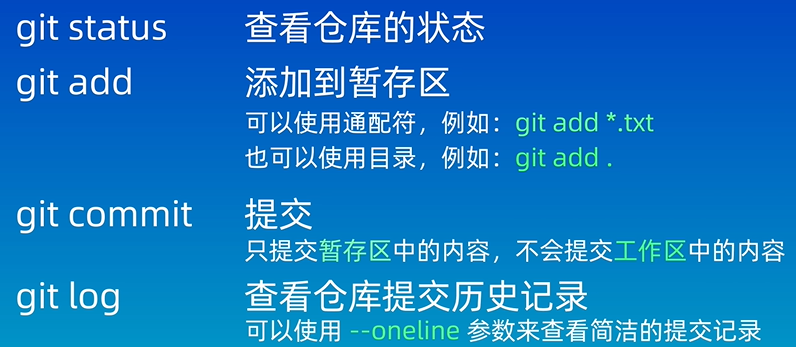 git status 查看仓库的状态
git add 添加到暂存区
可以使用通配符，例如：git add *.txt
也可以使用目录，例如：git add .
git commit 提交
只提交暂存区中的内容，不会提交工作区中的内容
git log 查看仓库提交历史记录
可以使用 --oneline 参数来查看简洁的提交记录